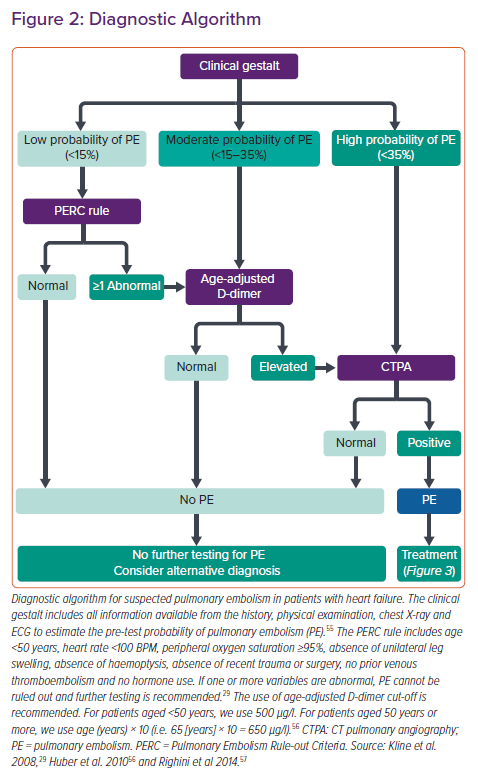 Figure 2: Diagnostic Algorithm
Clinical gestalt
Low probability of PE
(<15%)
Moderate probability of PE
(<15–35%)
High probability of PE
(<35%)
PERC rule
Normal
≥1 Abnormal
Age-adjusted
D-dimer
Normal
Elevated
CTPA
Normal
Positive
No PE
PE
No further testing for PE
Consider alternative diagnosis
Treatment
(Figure 3)
Diagnostic algorithm for suspected pulmonary embolism in patients with heart failure. The clinical
gestalt includes all information available from the history, physical examination, chest X-ray and
ECG to estimate the pre-test probability of pulmonary embolism (PE).55 The PERC rule includes age
<50 years, heart rate <100 BPM, peripheral oxygen saturation ≥95%, absence of unilateral leg
swelling, absence of haemoptysis, absence of recent trauma or surgery, no prior venous
thromboembolism and no hormone use. If one or more variables are abnormal, PE cannot be
ruled out and further testing is recommended.29 The use of age-adjusted D-dimer cut-off is
recommended. For patients aged <50 years, we use 500 µg/l. For patients aged 50 years or
more, we use age (years) × 10 (i.e. 65 [years] × 10 = 650 µg/l).56 CTPA: CT pulmonary angiography;
PE = pulmonary embolism. PERC = Pulmonary Embolism Rule-out Criteria. Source: Kline et al.
2008,29 Huber et al. 201056 and Righini et al 2014.57